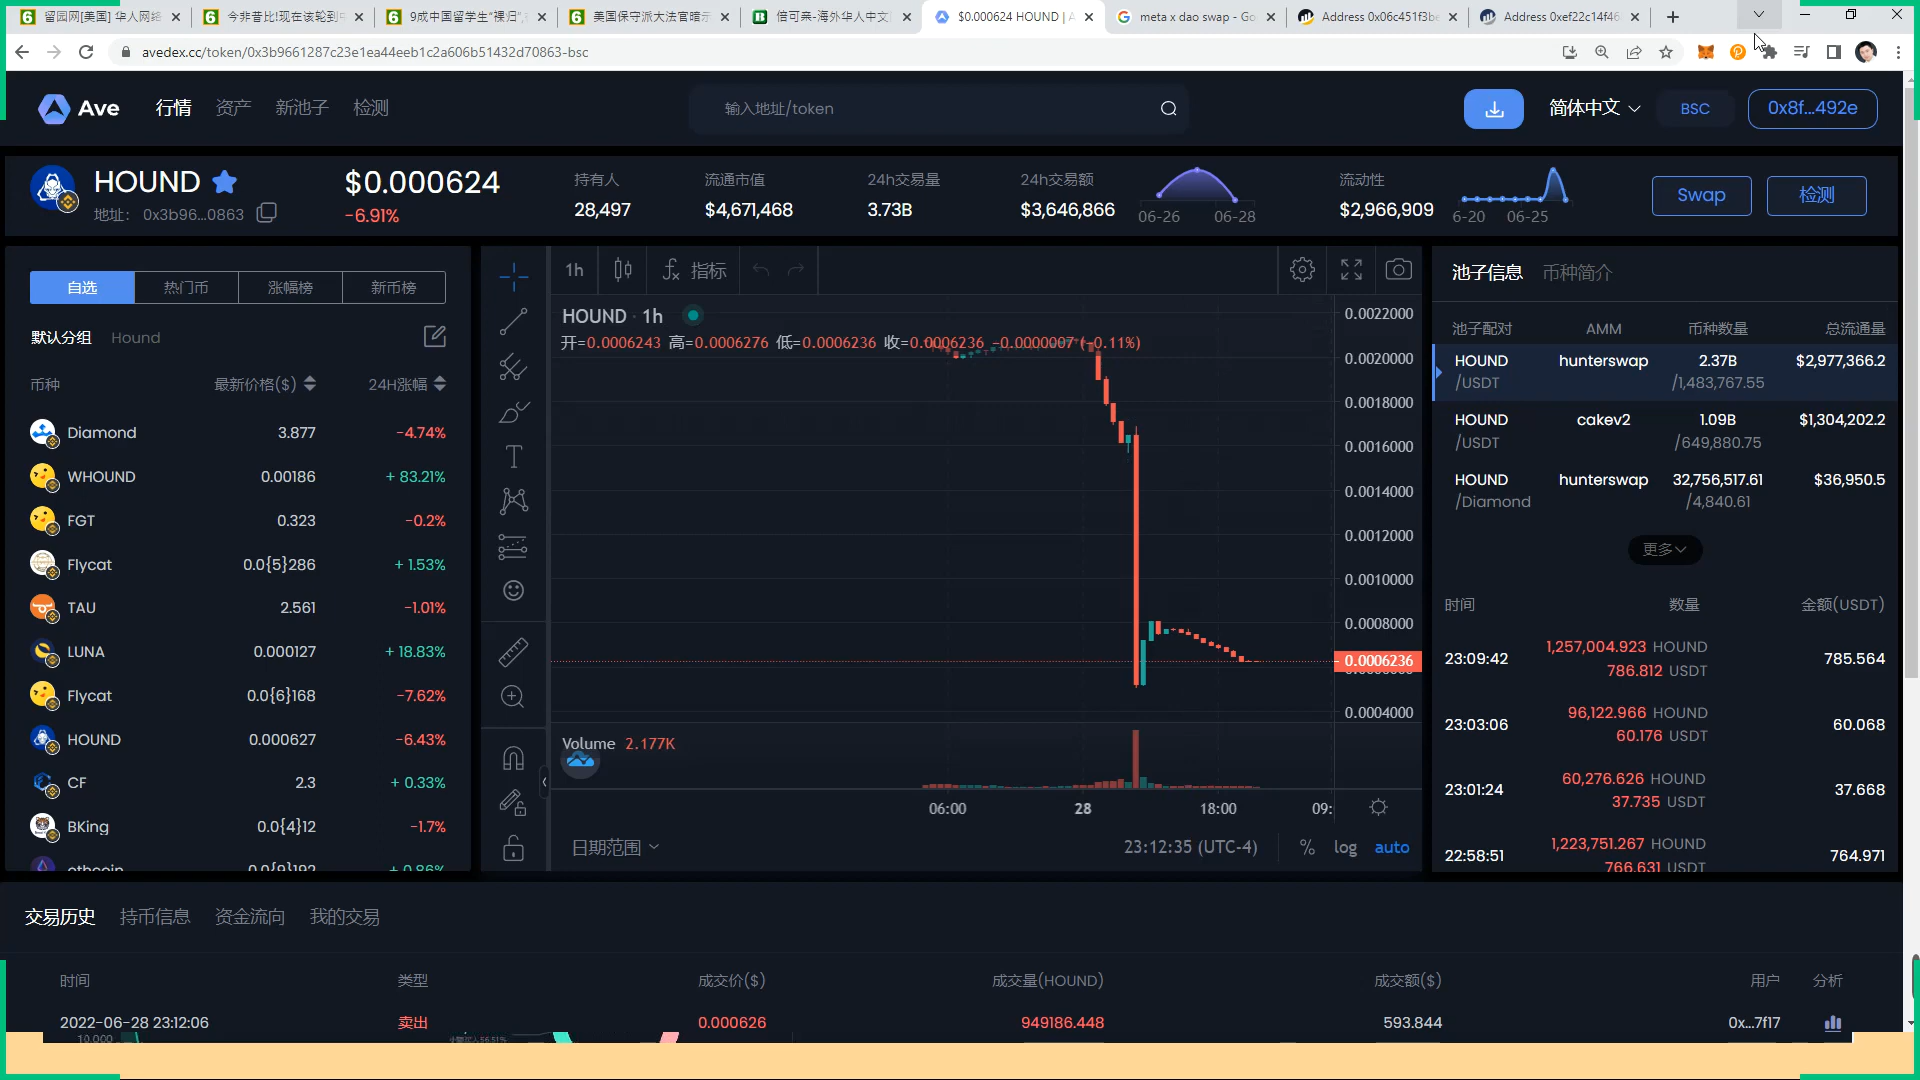 留园网[美国] 华人网络
今非昔比!现在该轮到中
9成中国留学生"裸归",
美国保守派大法官暗示
倍可亲-海外华人中文
$0.000624 HOUND | A
meta x dao swap - Go
Address 0x06c451f3be
Address 0xef22c14f46
avedex.cc/token/0x3b9661287c23e1ea44eeb1c2a606b51432d70863-bsc
Ave 行情 资产 新池子 检测
输入地址/token
简体中文 BSC 0x8f...492e
HOUND $0.000624 持有人 流通市值 24h交易量 24h交易额 流动性 Swap 检测
地址: 0x3b96...0863 -6.91% 28,497 $4,671,468 3.73B $3,646,866 06-26 06-28 $2,966,909 6-20 06-25
自选 热门币 涨幅榜 新币榜
默认分组 Hound
币种 最新价格($) 24H涨幅
Diamond 3.877 -4.74%
WHOUND 0.00186 + 83.21%
FGT 0.323 -0.2%
Flycat 0.0{5}286 + 1.53%
TAU 2.561 -1.01%
LUNA 0.000127 + 18.83%
Flycat 0.0{6}168 -7.62%
HOUND 0.000627 -6.43%
CF 2.3 + 0.33%
BKing 0.0{4}12 -1.7%
ethcoin 0.0{9}192 + 0.86%
1h 指标
HOUND · 1h
开=0.0006243 高=0.0006276 低=0.0006236 收=0.0006236 -0.0000007 (-0.11%)
0.0022000
0.0020000
0.0018000
0.0016000
0.0014000
0.0012000
0.0010000
0.0008000
0.0006236
0.0004000
Volume 2.177K
06:00 28 18:00 09:
日期范围 23:12:35 (UTC-4) % log auto
池子信息 币种简介
池子配对 AMM 币种数量 总流通量
HOUND hunterswap 2.37B $2,977,366.2
/USDT /1,483,767.55
HOUND cakev2 1.09B $1,304,202.2
/USDT /649,880.75
HOUND hunterswap 32,756,517.61 $36,950.5
/Diamond /4,840.61
更多
时间 数量 金额(USDT)
23:09:42 1,257,004.923 HOUND 785.564
786.812 USDT
23:03:06 96,122.966 HOUND 60.068
60.176 USDT
23:01:24 60,276.626 HOUND 37.668
37.735 USDT
22:58:51 1,223,751.267 HOUND 764.971
766.631 USDT
交易历史 持币信息 资金流向 我的交易
时间 类型 成交价($) 成交量(HOUND) 成交额($) 用户 分析
2022-06-28 23:12:06 卖出 0.000626 949186.448 593.844 0x...7f17
10,000